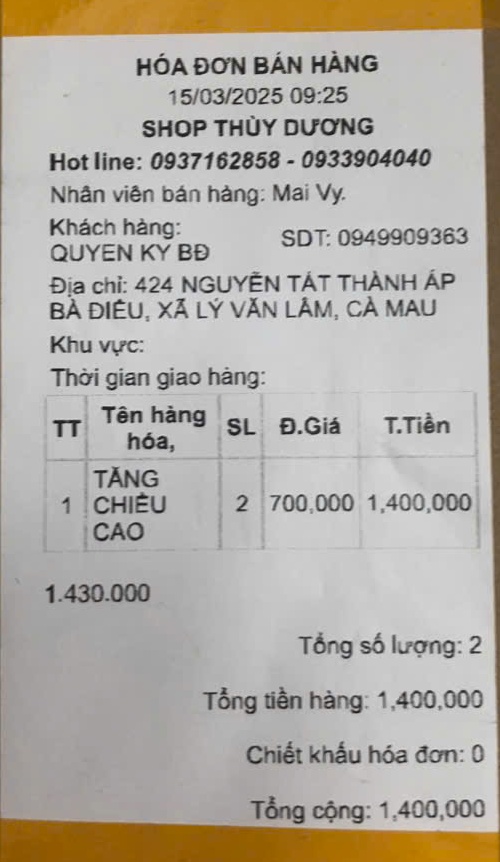 HÓA ĐƠN BÁN HÀNG
15/03/2025 09:25
SHOP THÙY DƯƠNG
Hot line: 0937162858 - 0933904040
Nhân viên bán hàng: Mai Vy.
Khách hàng: SDT: 0949909363
QUYEN KY BĐ
Địa chỉ: 424 NGUYỄN TẤT THÀNH ẤP
BÀ ĐIỀU, XÃ LÝ VĂN LÂM, CÀ MAU
Khu vực:
Thời gian giao hàng:
TT Tên hàng hóa, SL Đ.Giá T.Tiền
1 TĂNG CHIỀU CAO 2 700,000 1,400,000
1.430.000
Tổng số lượng: 2
Tổng tiền hàng: 1,400,000
Chiết khấu hóa đơn: 0
Tổng cộng: 1,400,000